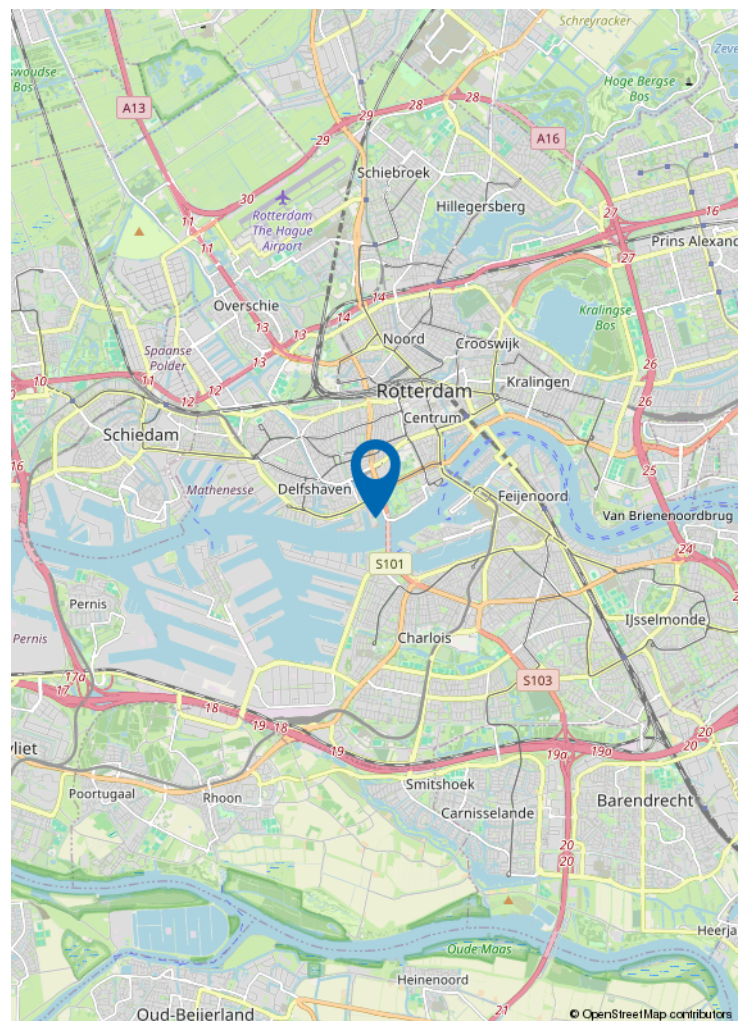 Schreyracker
swoudse
Bos
Zeve
Hoge Bergse
Bos
A13
28
28
29
A16
29
Schiebroek
30
Hillegersberg
Rotterdam
The Hague
Airport
11
11
27
16
Prins Alexand
27
14
Overschie
Kralingse
Bos
13
14
13
Noord
Crooswijk
Spaanse
Polder
12
26
10
11
12
Rotterdam
Kralingen
26
Centrum
Schiedam
16
25
Mathenesse
Delfshaven
Feijenoord
Van Brienenoordbrug
24
S101
2
Pernis
IJsselmonde
Pernis
Charlois
17a
17
S103
18
19
18
20
19
19a
19a
20
vliet
Smitshoek
Poortugaal
Rhoon
Barendrecht
Carnisselande
20
20
Heerja
Oude Maas
Heinenoord
21
Oud-Beijerland
© OpenStreetMap contributors